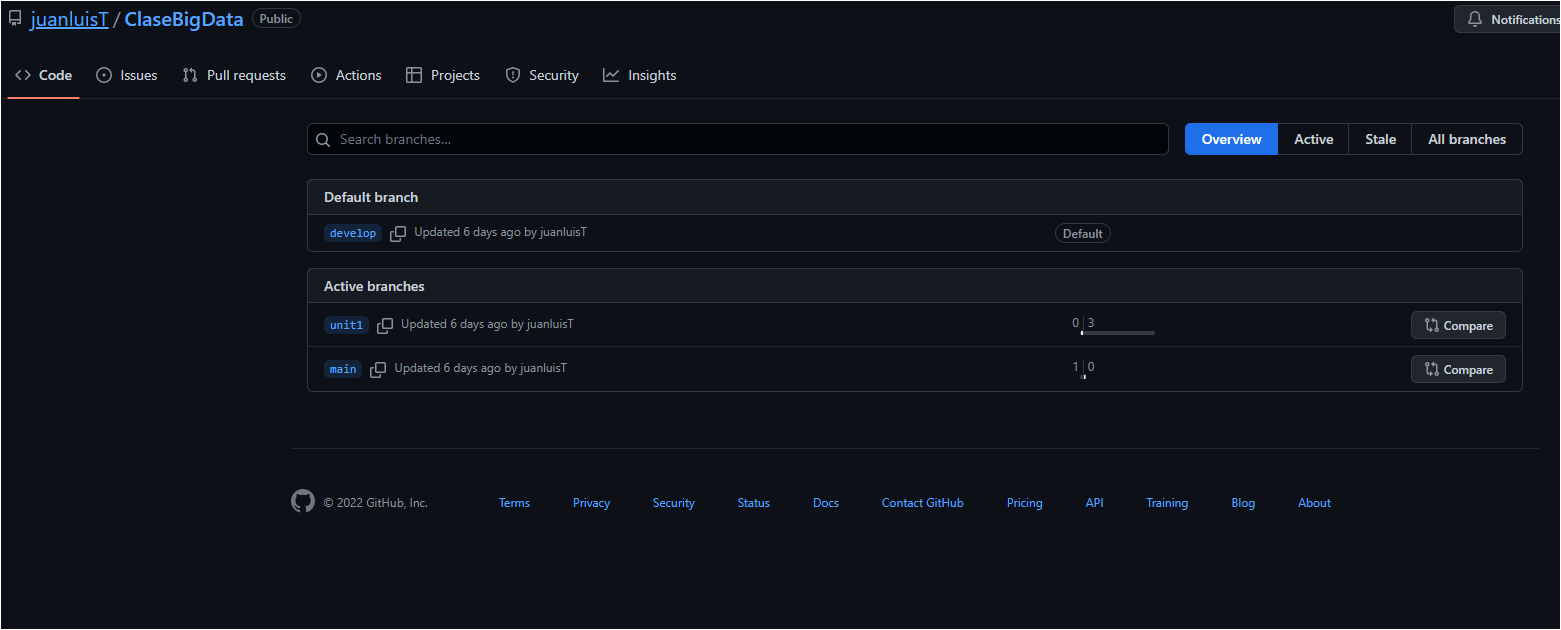 juanluisT / ClaseBigData Public Notifications
Code Issues Pull requests Actions Projects Security Insights
Search branches... Overview Active Stale All branches
Default branch
develop Updated 6 days ago by juanluisT Default
Active branches
unit1 Updated 6 days ago by juanluisT 0 3 Compare
main Updated 6 days ago by juanluisT 1 0 Compare
© 2022 GitHub, Inc. Terms Privacy Security Status Docs Contact GitHub Pricing API Training Blog About